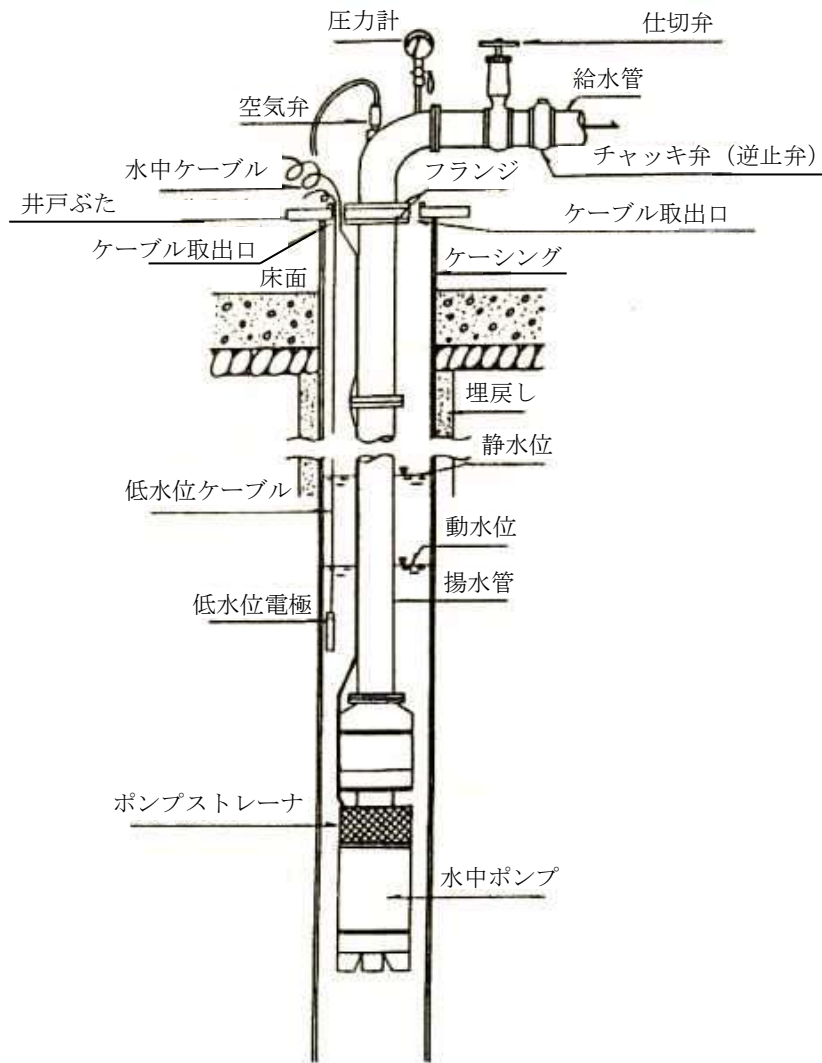 圧力計
仕切弁
給水管
空気弁
チャッキ弁（逆止弁）
水中ケーブル
フランジ
井戸ぶた
ケーブル取出口
ケーブル取出口
ケーシング
床面
埋戻し
静水位
低水位ケーブル
動水位
揚水管
低水位電極
ポンプストレーナ
水中ポンプ